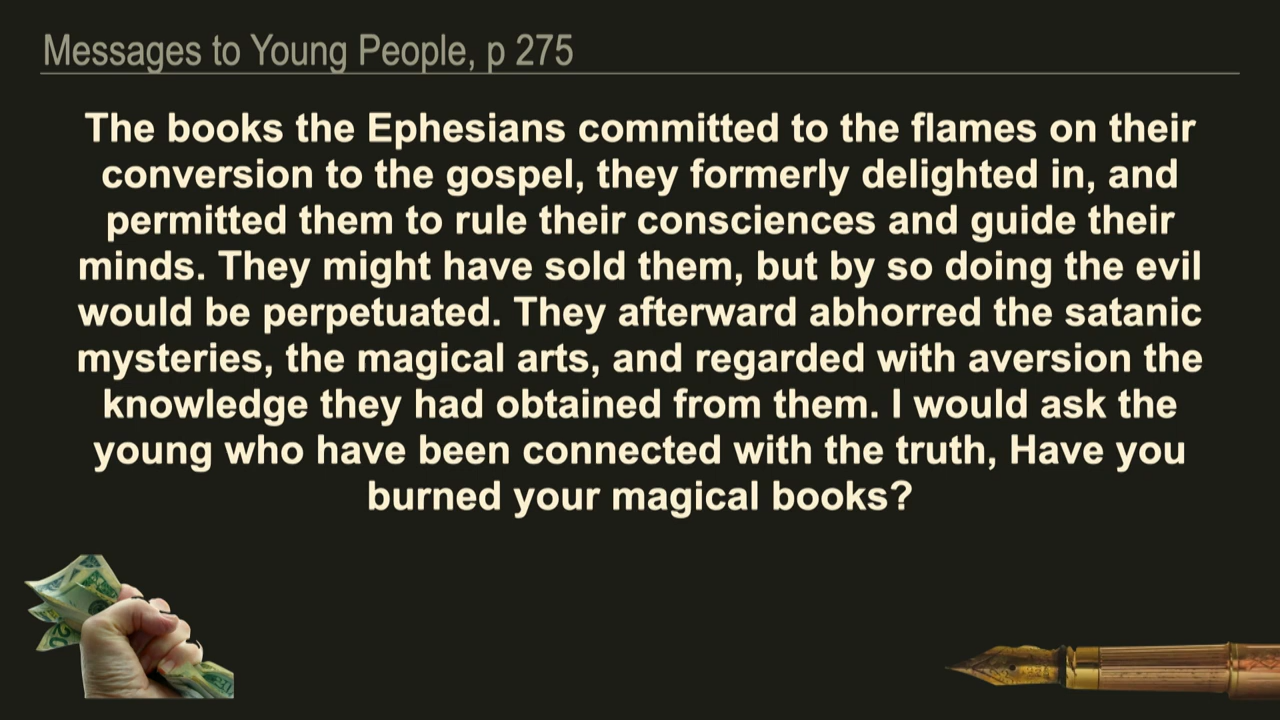 Messages to Young People, p 275
The books the Ephesians committed to the flames on their
conversion to the gospel, they formerly delighted in, and
permitted them to rule their consciences and guide their
minds. They might have sold them, but by so doing the evil
would be perpetuated. They afterward abhorred the satanic
mysteries, the magical arts, and regarded with aversion the
knowledge they had obtained from them. I would ask the
young who have been connected with the truth, Have you
burned your magical books?